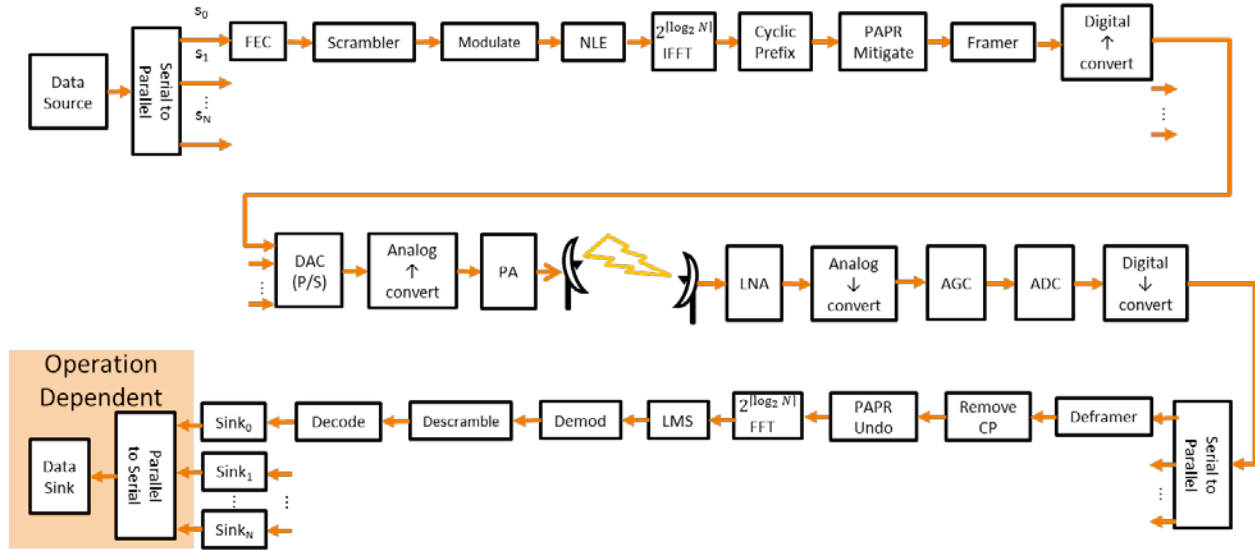 Data
Source
Serial to
Parallel
s₀
s₁
...
s_N
FEC
Scrambler
Modulate
NLE
2^⌈log₂ N⌉
IFFT
Cyclic
Prefix
PAPR
Mitigate
Framer
Digital
↑
convert
...
DAC
(P/S)
...
Analog
↑
convert
PA
LNA
Analog
↓
convert
AGC
ADC
Digital
↓
convert
Operation
Dependent
Data
Sink
Parallel
to Serial
Sink₀
Sink₁
...
Sink_N
...
Decode
Descramble
Demod
LMS
2^⌈log₂ N⌉
FFT
PAPR
Undo
Remove
CP
Deframer
...
Serial to
Parallel